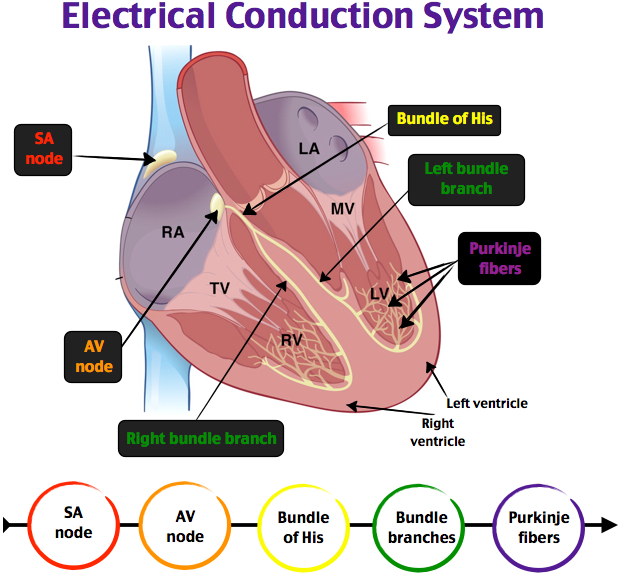 Electrical Conduction System
Bundle of His
SA
node
LA
Left bundle
branch
MV
RA
Purkinje
fibers
TV
LV
RV
AV
node
Left ventricle
Right
ventricle
Right bundle branch
SA
node
AV
node
Bundle
of His
Bundle
branches
Purkinje
fibers